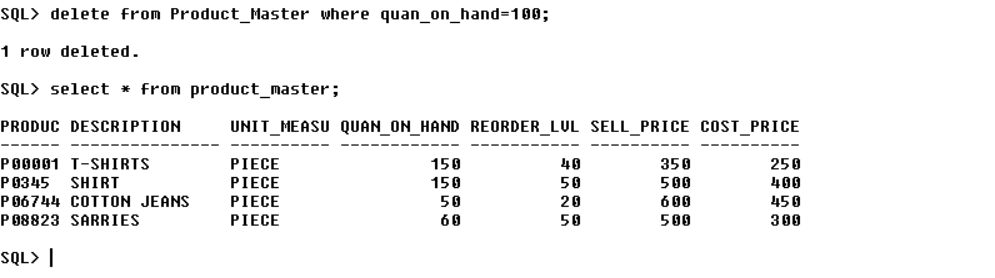 SQL> delete from Product_Master where quan_on_hand=100;
1 row deleted.
SQL> select * from product_master;
PRODUC DESCRIPTION     UNIT_MEASU QUAN_ON_HAND REORDER_LVL SELL_PRICE COST_PRICE
------ --------------- ---------- ------------ ----------- ---------- ----------
P00001 T-SHIRTS        PIECE               150          40        350        250
P0345  SHIRT           PIECE               150          50        500        400
P06744 COTTON JEANS    PIECE                50          20        600        450
P08823 SARRIES         PIECE                60          50        500        300
SQL>